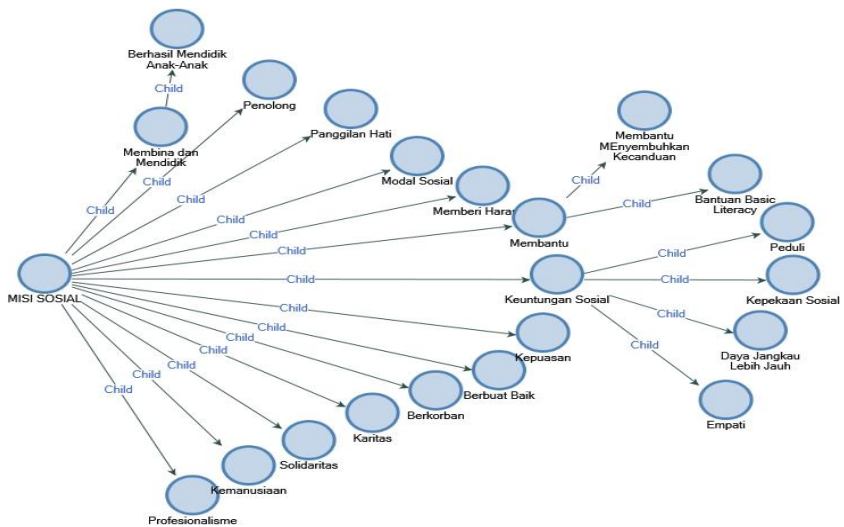 Berhasil Mendidik
Anak-Anak
Child
Penolong
Panggilan Hati
Membina dan
Mendidik
Child
Child
Child
Modal Sosial
Child
Memberi Harap
Child
Child
Membantu
Membantu
MEnyembuhkan
Kecanduan
Child
Bantuan Basic
Literacy
Child
MISI SOSIAL
Child
Keuntungan Sosial
Peduli
Child
Kepekaan Sosial
Child
Daya Jangkau
Lebih Jauh
Child
Empati
Child
Child
Kepuasan
Child
Berbuat Baik
Child
Berkorban
Child
Karitas
Child
Solidaritas
Child
Kemanusiaan
Child
Profesionalisme